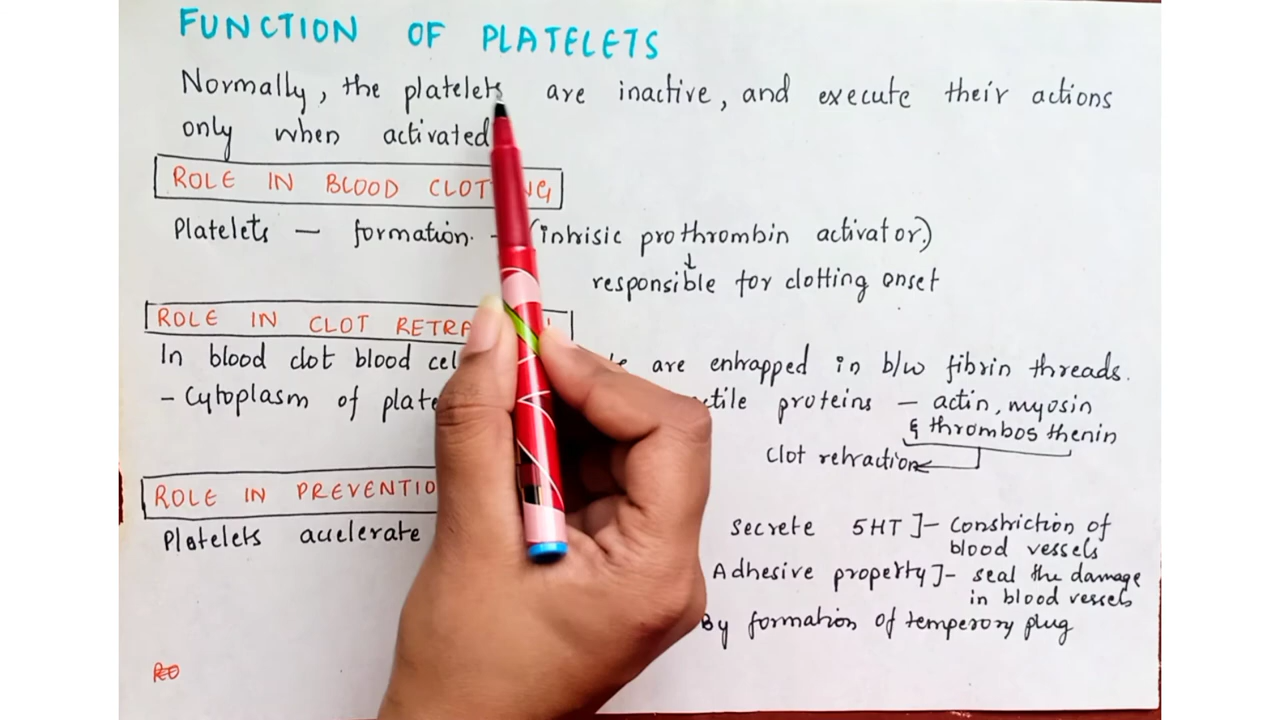 FUNCTION OF PLATELETS
Normally, the platelets are inactive, and execute their actions
only when activated
ROLE IN BLOOD CLOTTING
Platelets — formation. - (intrisic prothrombin activator.)
↓
responsible for clotting onset
ROLE IN CLOT
In blood clot blood are enhrapped in b/w fibrin threads.
- Cytoplasm of proteins - actin, myosin
& thrombosthenin
Clot retraction
ROLE IN
Platelets accelerate
Secrete 5HT ]- Constriction of
blood vessels
Adhesive property ]- seal the damage
in blood vessels
By formation of temperory plug